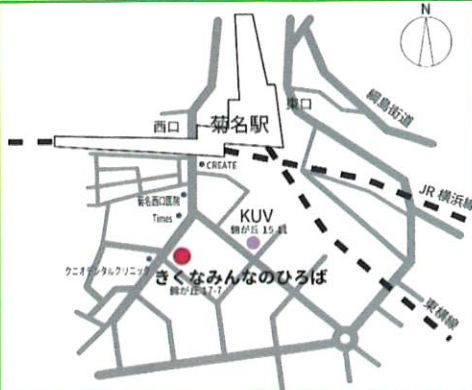 N
綱島街道
東口
菊名駅
西口
CREATE
JR 横浜線
菊名西口医院
Times
KUV
錦が丘 15-11
クニオデンタルクリニック
きくなみんなのひろば
錦が丘 17-7
東横線